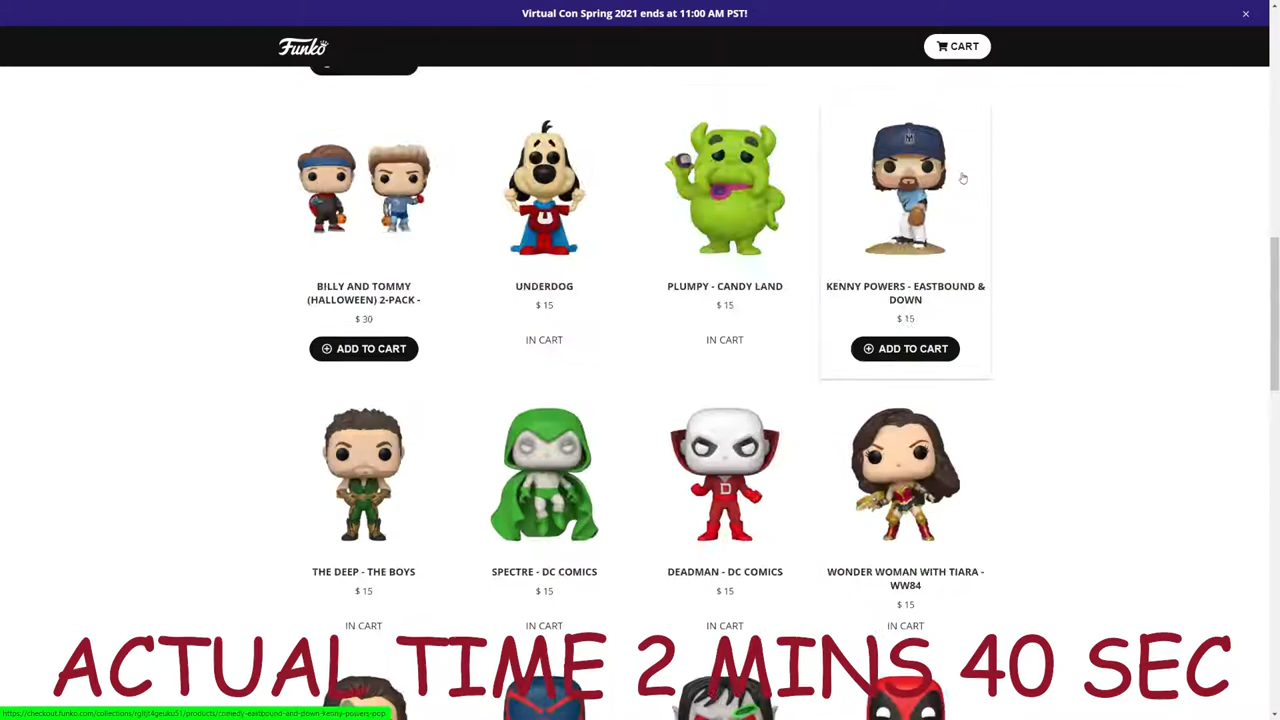 Virtual Con Spring 2021 ends at 11:00 AM PST!
×
Funko
CART
BILLY AND TOMMY
(HALLOWEEN) 2-PACK -
$ 30
ADD TO CART
UNDERDOG
$ 15
IN CART
PLUMPY - CANDY LAND
$ 15
IN CART
KENNY POWERS - EASTBOUND &
DOWN
$ 15
ADD TO CART
THE DEEP - THE BOYS
$ 15
IN CART
SPECTRE - DC COMICS
$ 15
IN CART
D
DEADMAN - DC COMICS
$ 15
IN CART
WONDER WOMAN WITH TIARA -
WW84
$ 15
IN CART
ACTUAL TIME 2 MINS 40 SEC